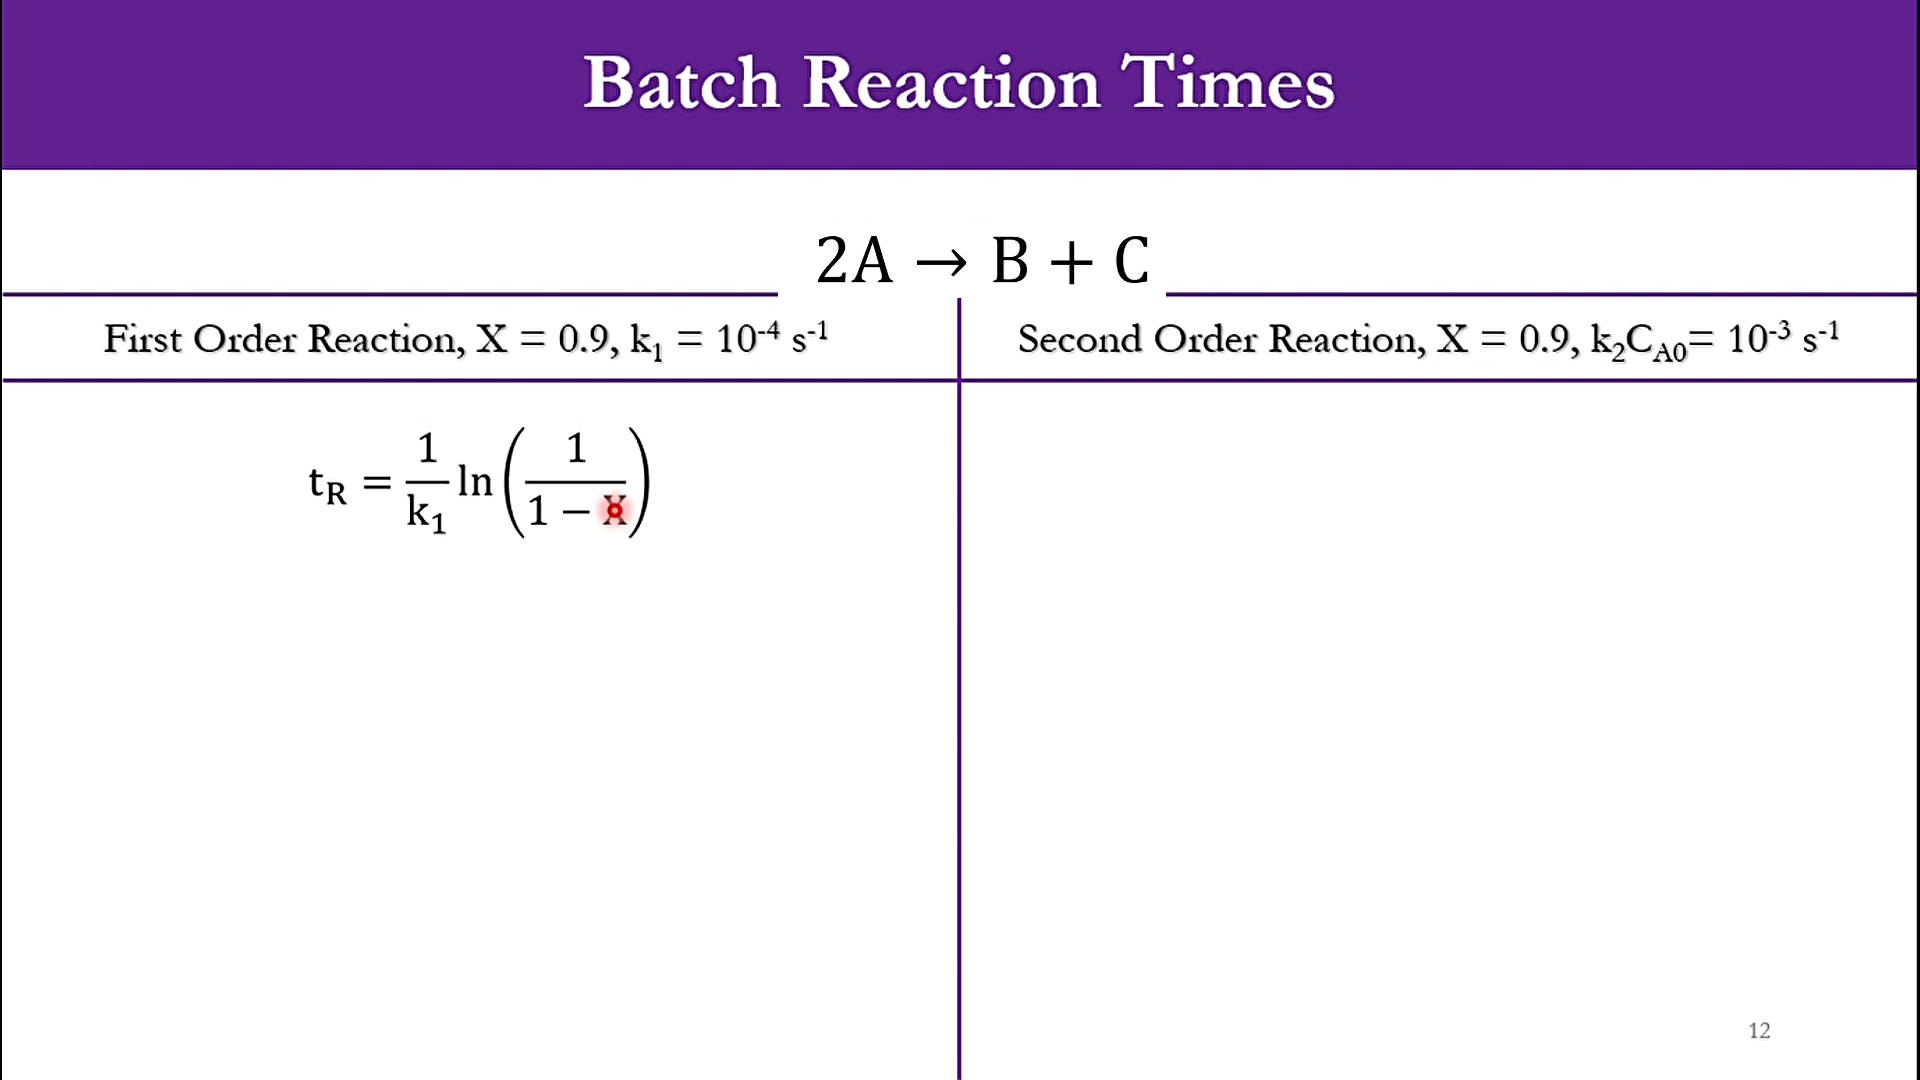 Batch Reaction Times
2A → B + C
First Order Reaction, X = 0.9, k₁ = 10⁻⁴ s⁻¹
Second Order Reaction, X = 0.9, k₂C_A0= 10⁻³ s⁻¹
t_R = 1/k₁ ln(1/(1 − X))
12